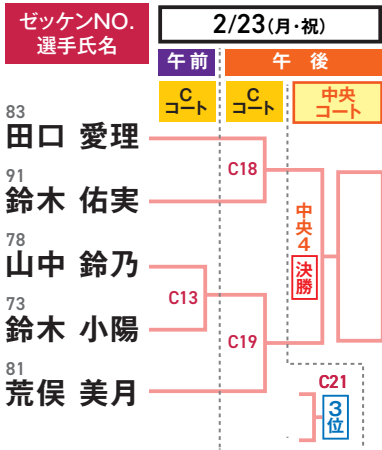 ゼッケンNO.
選手氏名
2/23(月・祝)
午前
午後
C
コート
C
コート
中央
コート
83
田口 愛理
91
鈴木 佑実
78
山中 鈴乃
73
鈴木 小陽
81
荒俣 美月
C18
C13
C19
中央4
決勝
C21
3位